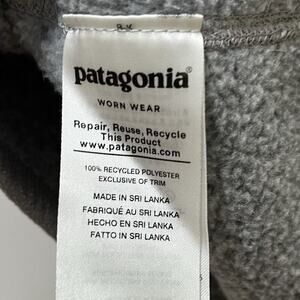 patagonia®
WORN WEAR
Repair, Reuse, Recycle
This Product
www.patagonia.com
100% RECYCLED POLYESTER
EXCLUSIVE OF TRIM
MADE IN SRI LANKA
FABRIQUÉ AU SRI LANKA
HECHO EN SRI LANKA
FATTO IN SRI LANKA